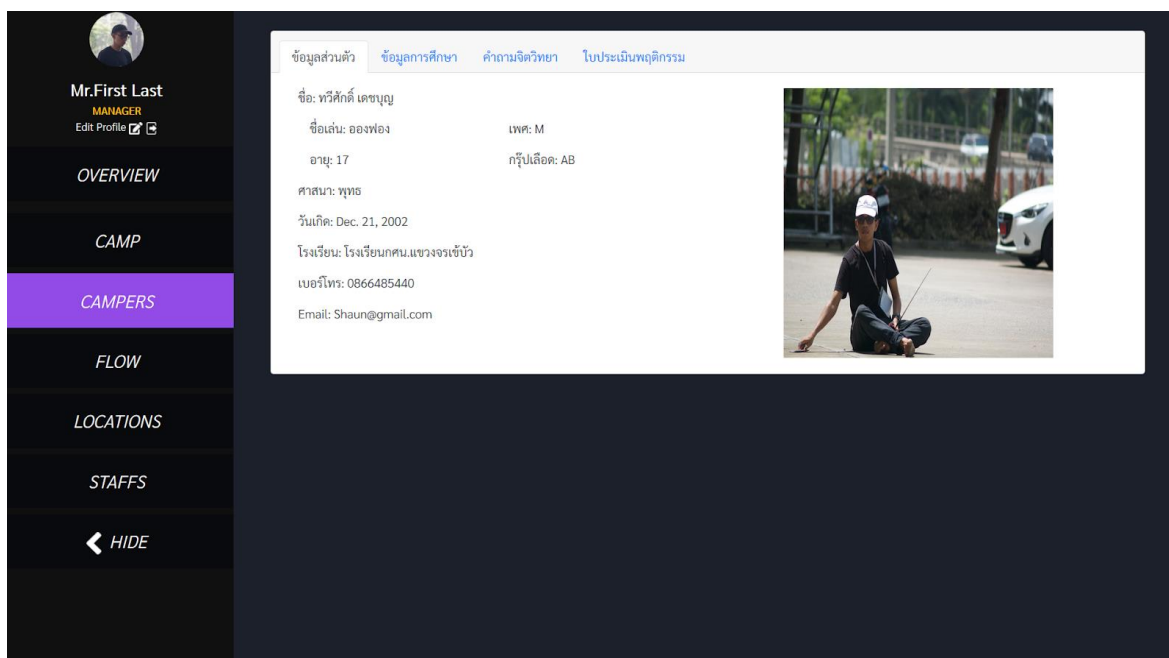 Mr.First Last
MANAGER
Edit Profile
OVERVIEW
CAMP
CAMPERS
FLOW
LOCATIONS
STAFFS
HIDE
ข้อมูลส่วนตัว ข้อมูลการศึกษา คำถามจิตวิทยา ใบประเมินพฤติกรรม
ชื่อ: ทวีศักดิ์ เดชบุญ
ชื่อเล่น: อองฟอง เพศ: M
อายุ: 17 กรุ๊ปเลือด: AB
ศาสนา: พุทธ
วันเกิด: Dec. 21, 2002
โรงเรียน: โรงเรียนกศน.แขวงจรเข้บัว
เบอร์โทร: 0866485440
Email: Shaun@gmail.com